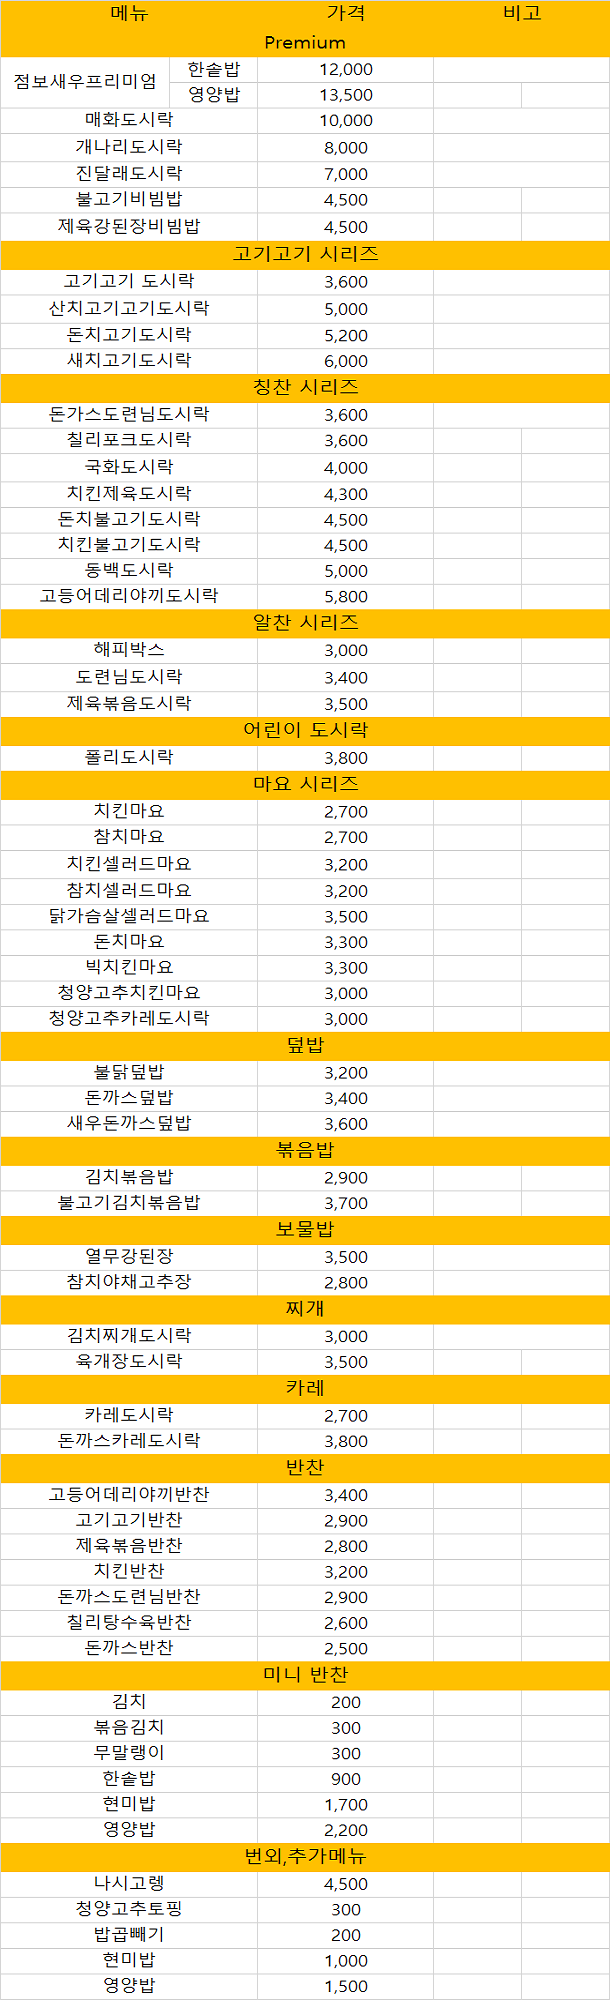 메뉴 가격 비고
Premium
점보새우프리미엄 한솥밥 12,000
영양밥 13,500
매화도시락 10,000
개나리도시락 8,000
진달래도시락 7,000
불고기비빔밥 4,500
제육강된장비빔밥 4,500
고기고기 시리즈
고기고기 도시락 3,600
산치고기고기도시락 5,000
돈치고기도시락 5,200
새치고기도시락 6,000
칭찬 시리즈
돈가스도련님도시락 3,600
칠리포크도시락 3,600
국화도시락 4,000
치킨제육도시락 4,300
돈치불고기도시락 4,500
치킨불고기도시락 4,500
동백도시락 5,000
고등어데리야끼도시락 5,800
알찬 시리즈
해피박스 3,000
도련님도시락 3,400
제육볶음도시락 3,500
어린이 도시락
폴리도시락 3,800
마요 시리즈
치킨마요 2,700
참치마요 2,700
치킨셀러드마요 3,200
참치셀러드마요 3,200
닭가슴살셀러드마요 3,500
돈치마요 3,300
빅치킨마요 3,300
청양고추치킨마요 3,000
청양고추카레도시락 3,000
덮밥
불닭덮밥 3,200
돈까스덮밥 3,400
새우돈까스덮밥 3,600
볶음밥
김치볶음밥 2,900
불고기김치볶음밥 3,700
보물밥
열무강된장 3,500
참치야채고추장 2,800
찌개
김치찌개도시락 3,000
육개장도시락 3,500
카레
카레도시락 2,700
돈까스카레도시락 3,800
반찬
고등어데리야끼반찬 3,400
고기고기반찬 2,900
제육볶음반찬 2,800
치킨반찬 3,200
돈까스도련님반찬 2,900
칠리탕수육반찬 2,600
돈까스반찬 2,500
미니 반찬
김치 200
볶음김치 300
무말랭이 300
한솥밥 900
현미밥 1,700
영양밥 2,200
번외,추가메뉴
나시고렝 4,500
청양고추토핑 300
밥곱빼기 200
현미밥 1,000
영양밥 1,500